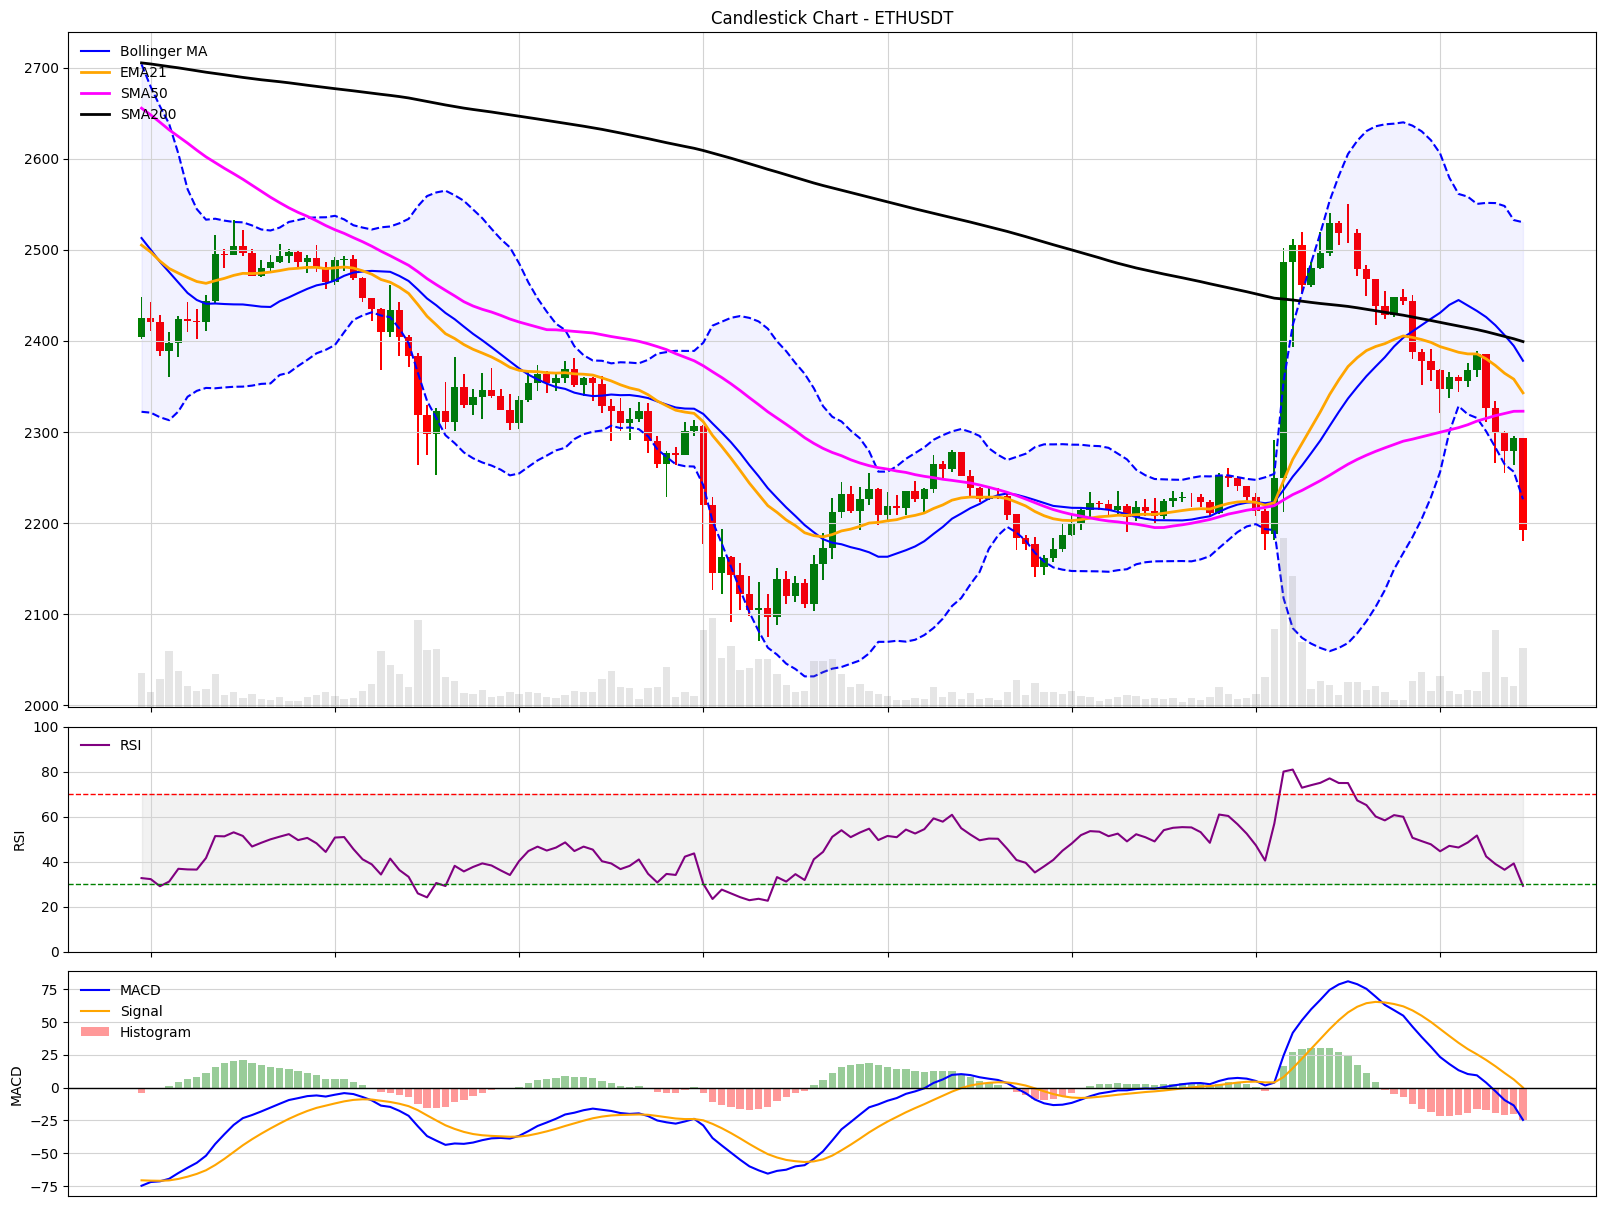 Candlestick Chart - ETHUSDT
Bollinger MA
EMA21
SMA50
SMA200
2700
2600
2500
2400
2300
2200
2100
2000
RSI
100
80
60
40
20
0
RSI
MACD
Signal
Histogram
75
50
25
0
−25
−50
−75
MACD